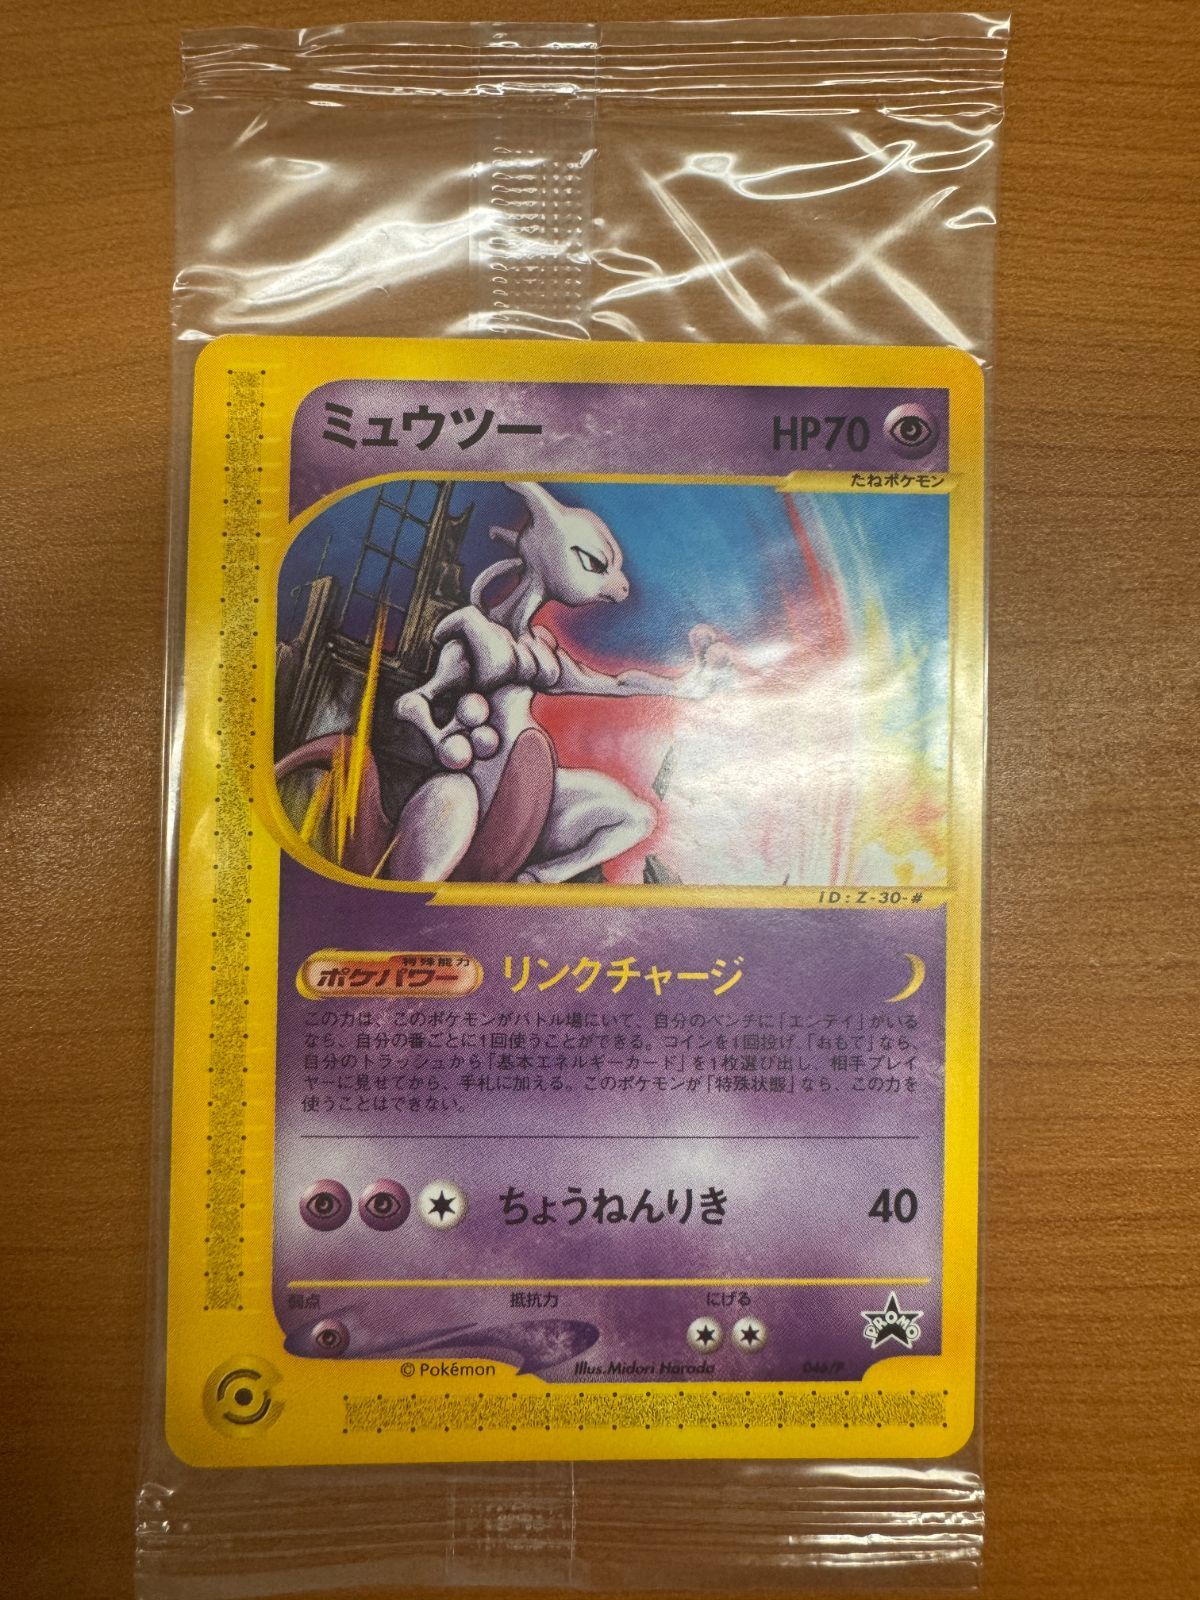 ミュウツー
HP70
たねポケモン
ID:Z-30-#
特殊能力
ポケパワー
リンクチャージ
この力は、このポケモンがバトル場にいて、自分のベンチに「エンテイ」がいる
なら、自分の番ごとに1回使うことができる。コインを1回投げ、「おもて」なら、
自分のトラッシュから「基本エネルギーカード」を1枚選び出し、相手プレイ
ヤーに見せてから、手札に加える。このポケモンが「特殊状態」なら、この力を
使うことはできない。
ちょうねんりき
40
弱点
抵抗力
にげる
PROMO
© Pokémon
Illus.Midori Harada
046/P